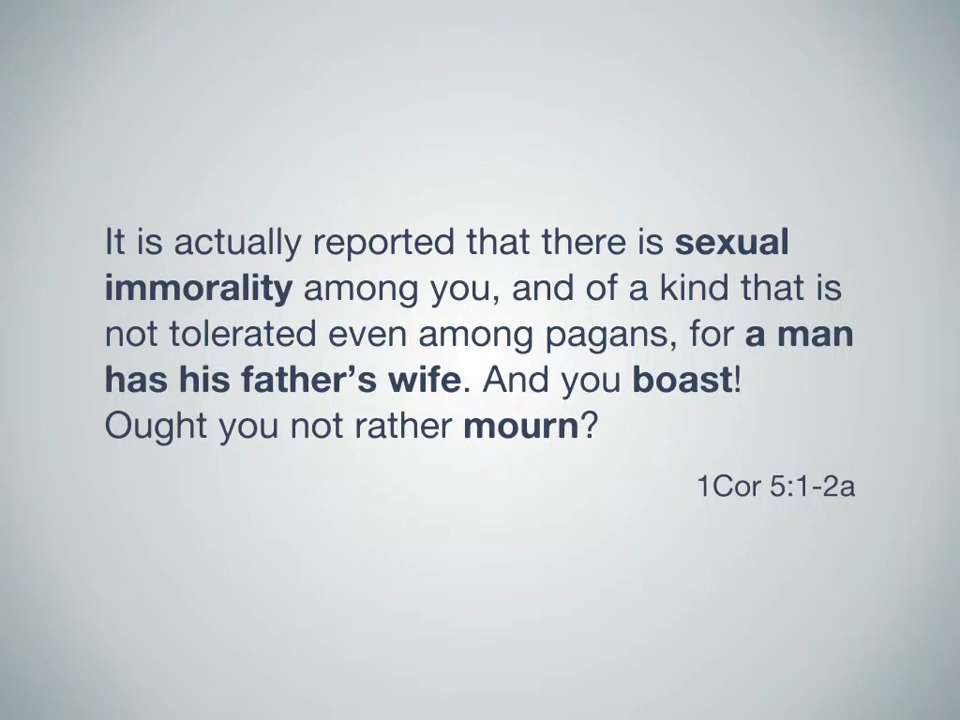 It is actually reported that there is sexual
immorality among you, and of a kind that is
not tolerated even among pagans, for a man
has his father’s wife. And you boast!
Ought you not rather mourn?
1Cor 5:1-2a